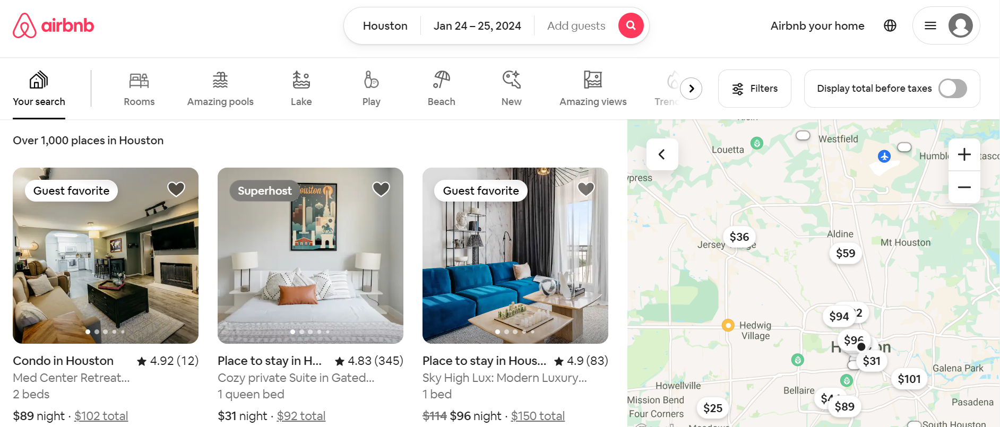 airbnb
Houston
Jan 24 – 25, 2024
Add guests
Airbnb your home
Your search
Rooms
Amazing pools
Lake
Play
Beach
New
Amazing views
Trenc
Filters
Display total before taxes
Over 1,000 places in Houston
Guest favorite
Superhost
Houston
Guest favorite
Condo in Houston
4.92 (12)
Med Center Retreat...
2 beds
$89 night · $102 total
Place to stay in H...
4.83 (345)
Cozy private Suite in Gated...
1 queen bed
$31 night · $92 total
Place to stay in Hous...
4.9 (83)
Sky High Lux: Modern Luxury...
1 bed
$114 $96 night · $150 total
Westfield
Louetta
Humble
tasco
press
$36
Jersey
Aldine
Mt Houston
$59
$94
2
Hedwig
Village
$96
$31
Galena Park
$101
Howellville
Bellaire
Mission Bend
Four Corners
$25
$89
Pasadena
South Houston